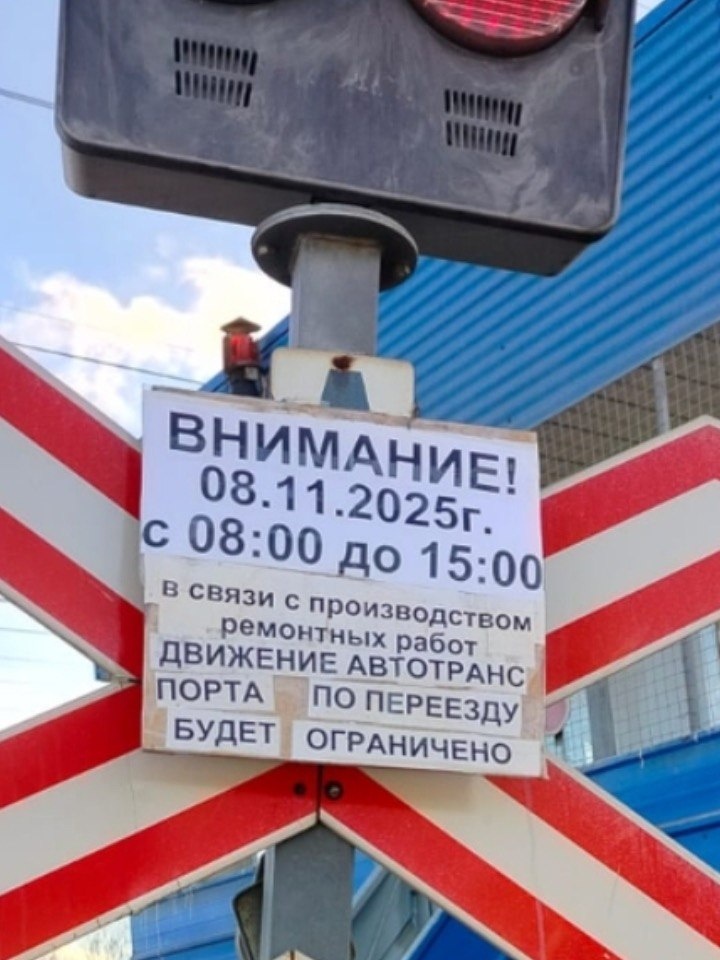 ВНИМАНИЕ!
08.11.2025г.
с 08:00 до 15:00
в связи с производством
ремонтных работ
ДВИЖЕНИЕ АВТОТРАНС
ПОРТА ПО ПЕРЕЕЗДУ
БУДЕТ ОГРАНИЧЕНО